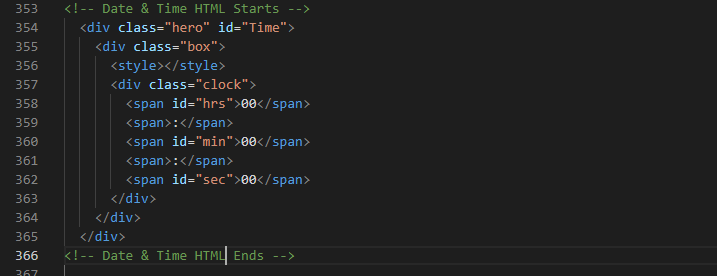 353 <!-- Date & Time HTML Starts -->
354 <div class="hero" id="Time">
355 <div class="box">
356 <style></style>
357 <div class="clock">
358 <span id="hrs">00</span>
359 <span>:</span>
360 <span id="min">00</span>
361 <span>:</span>
362 <span id="sec">00</span>
363 </div>
364 </div>
365 </div>
366 <!-- Date & Time HTML Ends -->
367